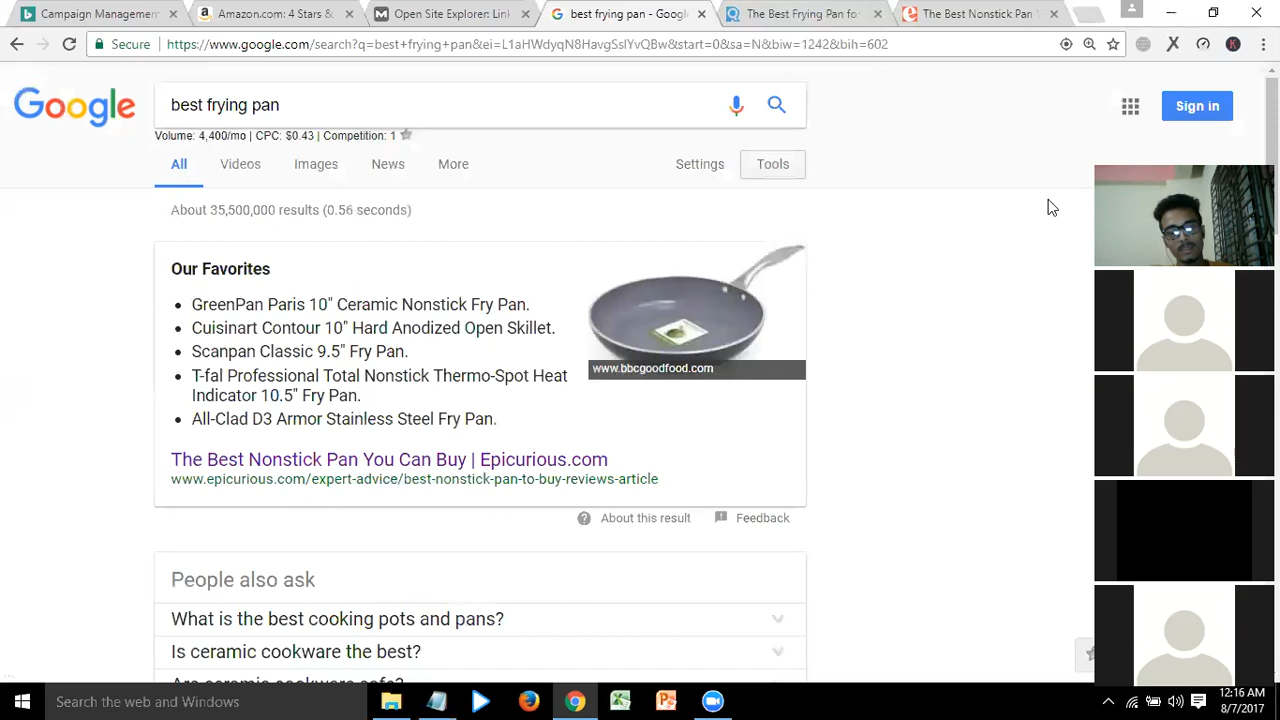 Campaign Management
Amazon.com: 4 Stars &
Open Site Explorer: Lin
best frying pan - Googl
The Best Frying Pan fo
The Best Nonstick Pan
Secure
https://www.google.com/search?q=best+frying+pan&ei=L1aHWdyqN8HavgSslYvQBw&start=0&sa=N&biw=1242&bih=602
Google
best frying pan
Sign in
Volume: 4,400/mo | CPC: $0.43 | Competition: 1
All
Videos
Images
News
More
Settings
Tools
About 35,500,000 results (0.56 seconds)
Our Favorites
GreenPan Paris 10" Ceramic Nonstick Fry Pan.
Cuisinart Contour 10" Hard Anodized Open Skillet.
Scanpan Classic 9.5" Fry Pan.
www.bbcgoodfood.com
T-fal Professional Total Nonstick Thermo-Spot Heat
Indicator 10.5" Fry Pan.
All-Clad D3 Armor Stainless Steel Fry Pan.
The Best Nonstick Pan You Can Buy | Epicurious.com
www.epicurious.com/expert-advice/best-nonstick-pan-to-buy-reviews-article
About this result
Feedback
People also ask
What is the best cooking pots and pans?
Is ceramic cookware the best?
Are ceramic cookware safe?
Search the web and Windows
12:16 AM
8/7/2017